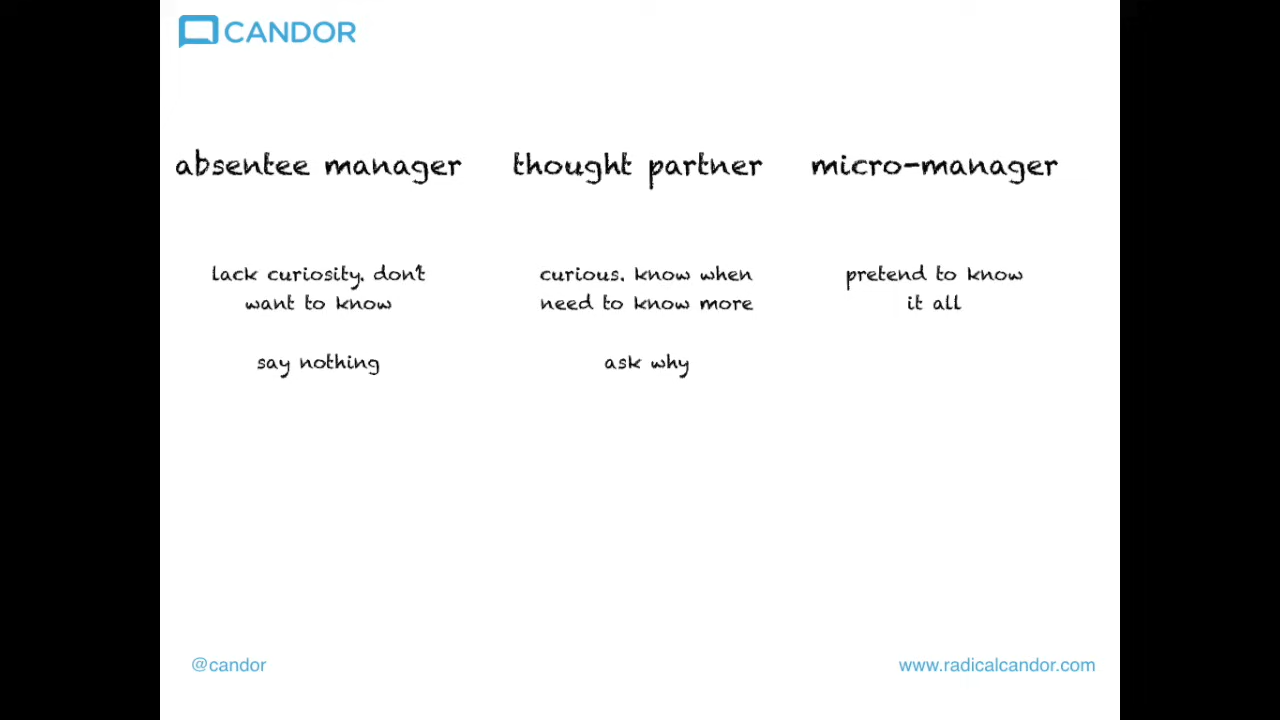 CANDOR
absentee manager
thought partner
micro-manager
lack curiosity. don't
want to know
curious. know when
need to know more
pretend to know
it all
say nothing
ask why
@candor
www.radicalcandor.com